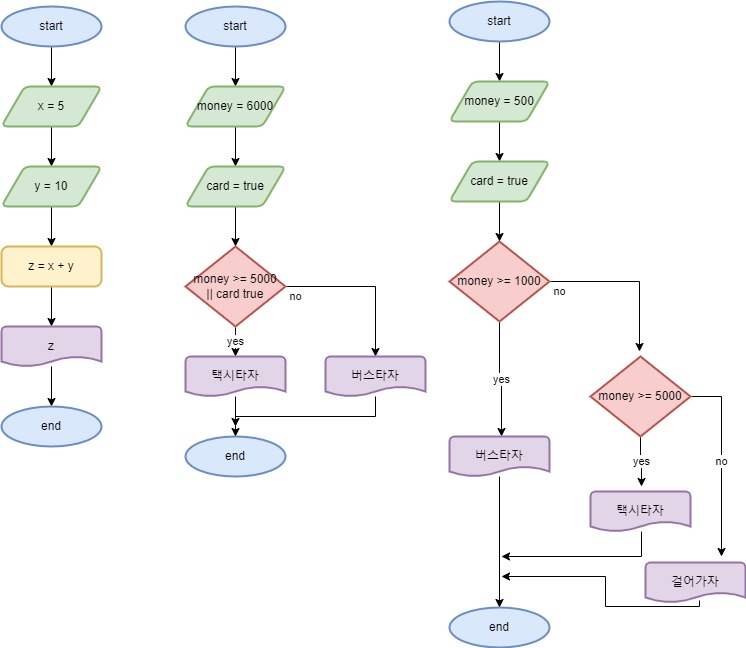 start
x = 5
y = 10
z = x + y
z
end
start
money = 6000
card = true
money >= 5000
|| card true
no
yes
택시타자
버스타자
end
start
money = 500
card = true
money >= 1000
no
yes
버스타자
money >= 5000
yes
no
택시타자
걸어가자
end